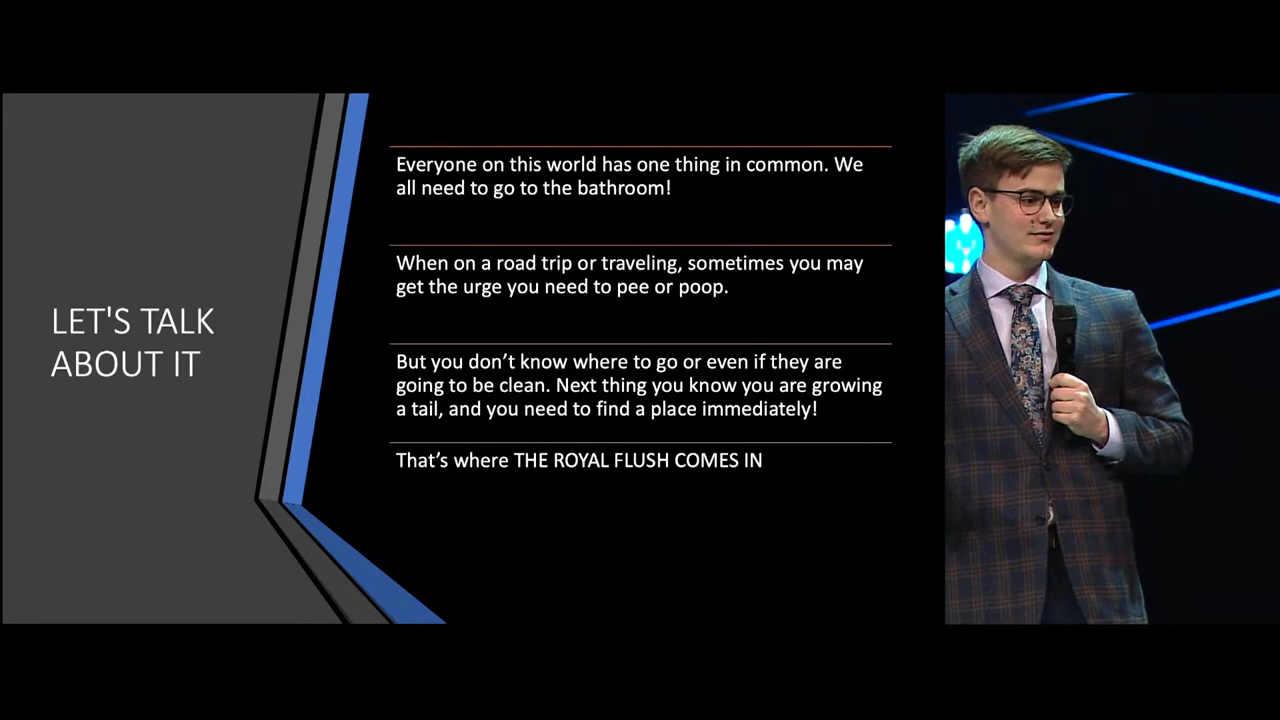 LET'S TALK
ABOUT IT
Everyone on this world has one thing in common. We
all need to go to the bathroom!
When on a road trip or traveling, sometimes you may
get the urge you need to pee or poop.
But you don’t know where to go or even if they are
going to be clean. Next thing you know you are growing
a tail, and you need to find a place immediately!
That’s where THE ROYAL FLUSH COMES IN